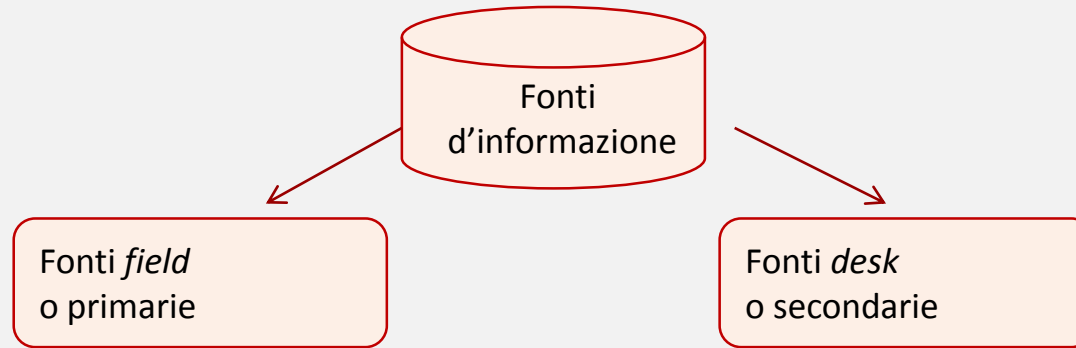 Fonti
d’informazione
Fonti field
o primarie
Fonti desk
o secondarie